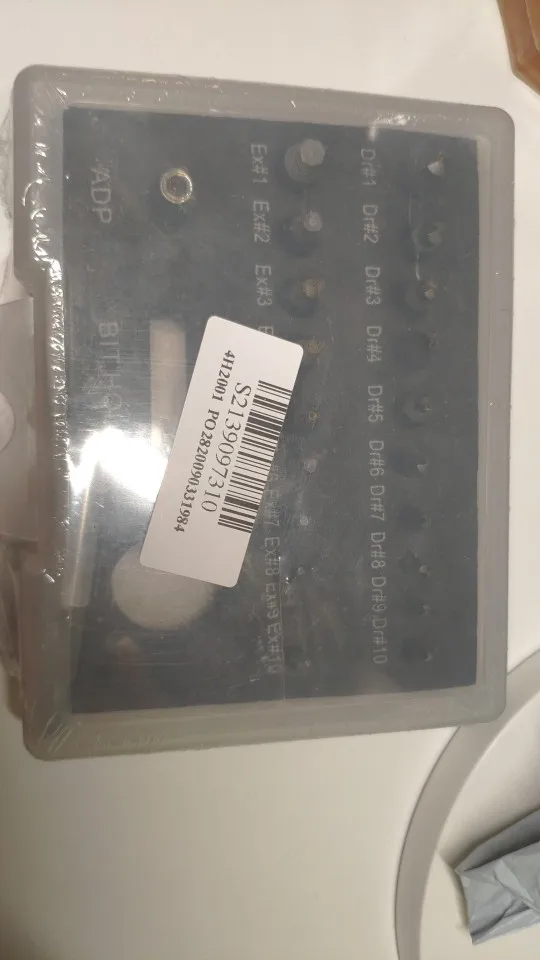 Dr#1 Dr#2 Dr#3 Dr#4 Dr#5 Dr#6 Dr#7 Dr#8 Dr#9 Dr#10
Ex#1 Ex#2 Ex#3 Ex#7 Ex#8 Ex#9 Ex#10
ADP
S2139097310
4H2001 PO2820090331984